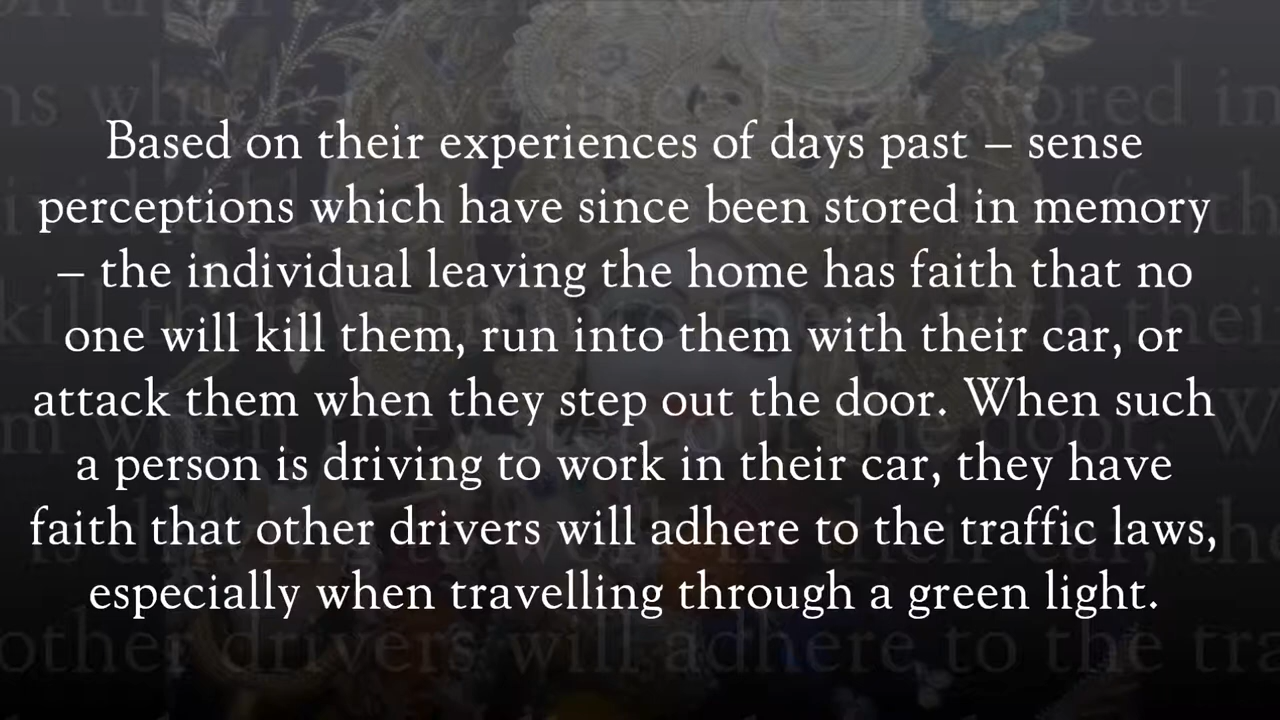 Based on their experiences of days past – sense
perceptions which have since been stored in memory
– the individual leaving the home has faith that no
one will kill them, run into them with their car, or
attack them when they step out the door. When such
a person is driving to work in their car, they have
faith that other drivers will adhere to the traffic laws,
especially when travelling through a green light.